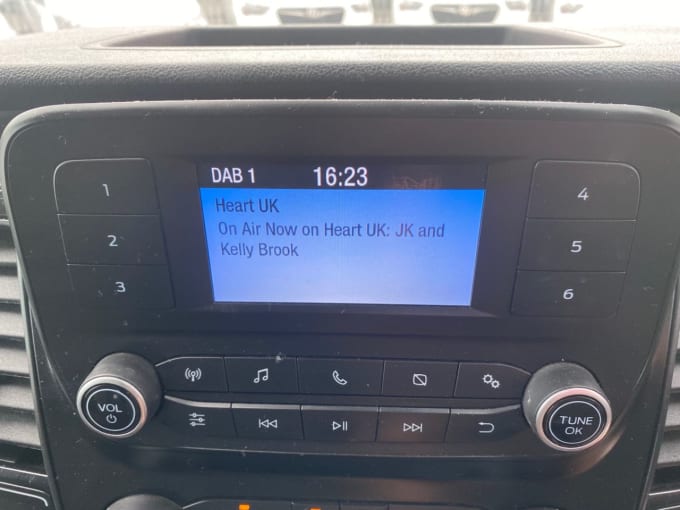 DAB 1 16:23
Heart UK
On Air Now on Heart UK: JK and
Kelly Brook
1
2
3
4
5
6
VOL
TUNE
OK